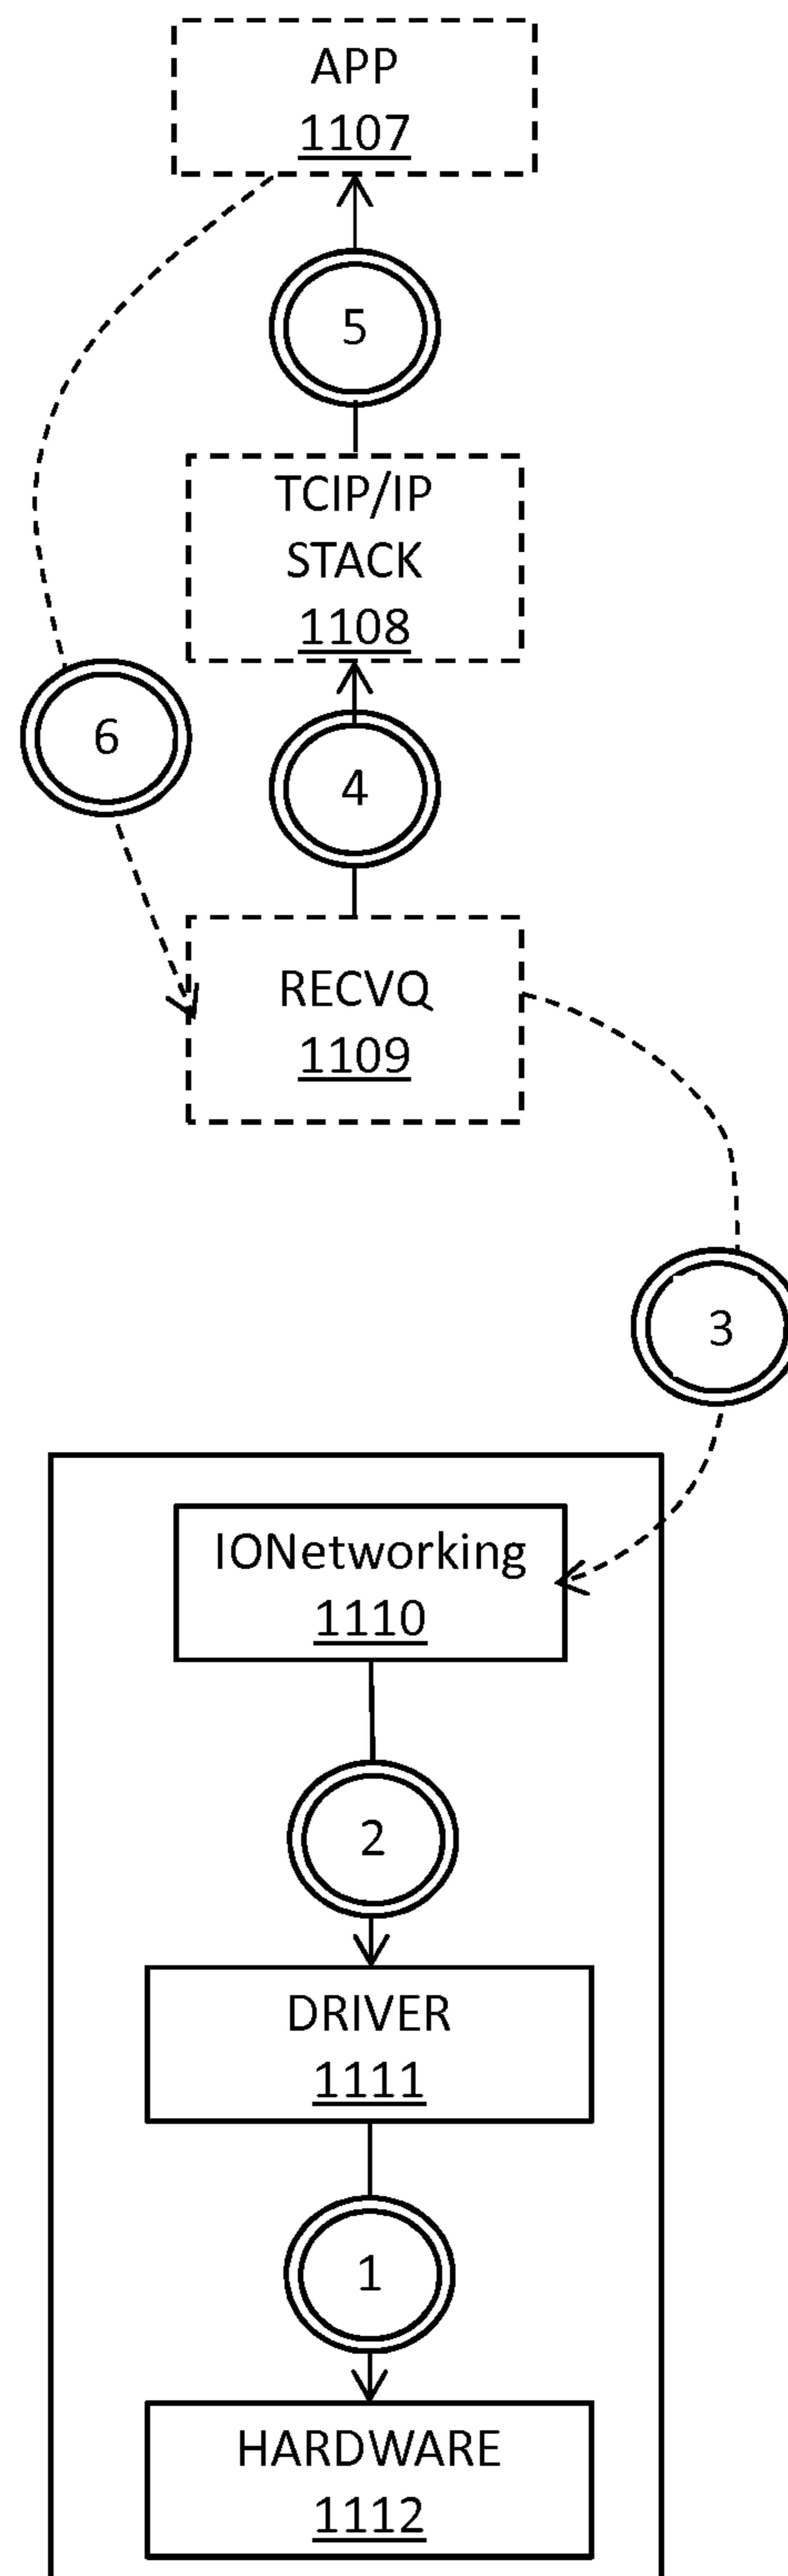 APP
1107
5
TCIP/IP
STACK
1108
6
4
RECVQ
1109
3
IONetworking
1110
2
DRIVER
1111
1
HARDWARE
1112